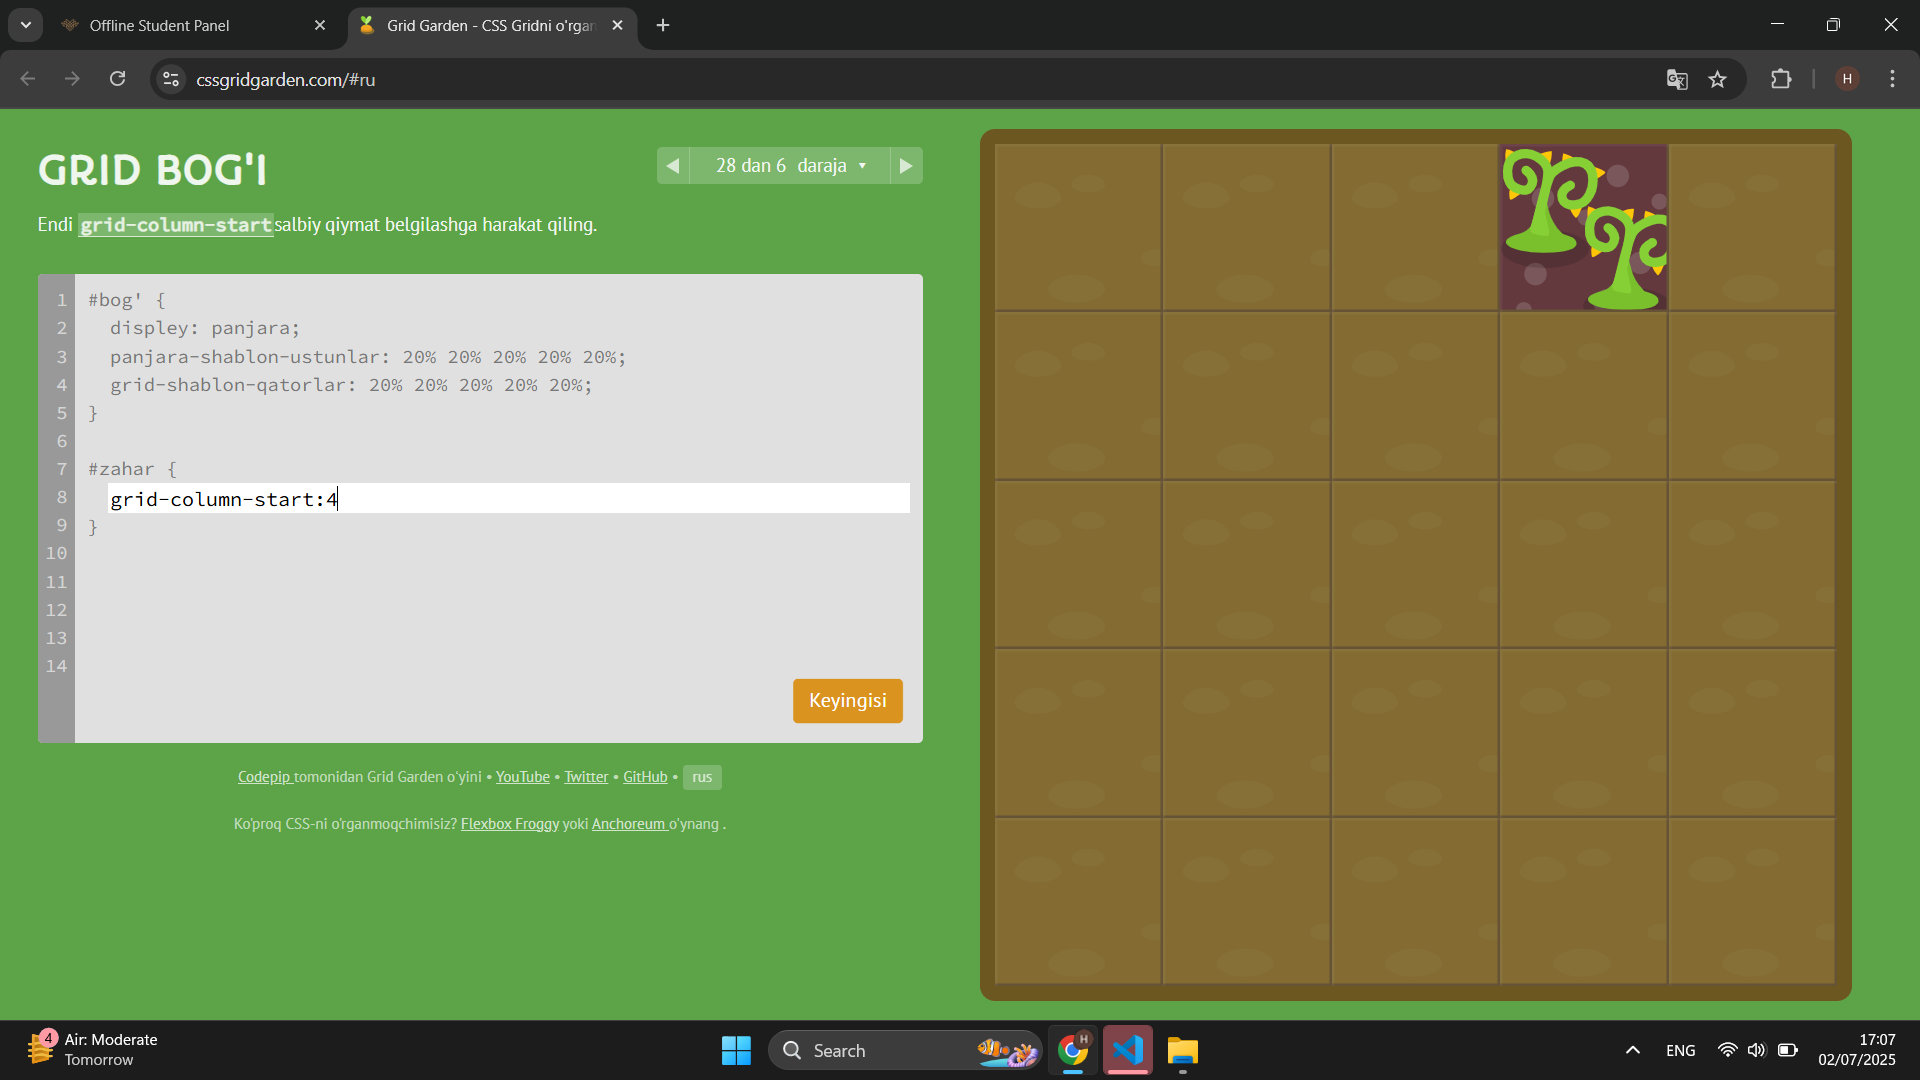 Offline Student Panel
Grid Garden - CSS Gridni o'rgan
cssgridgarden.com/#ru
H
GRID BOG'I
28 dan 6 daraja
Endi grid-column-start salbiy qiymat belgilashga harakat qiling.
1 #bog' {
2 displey: panjara;
3 panjara-shablon-ustunlar: 20% 20% 20% 20% 20%;
4 grid-shablon-qatorlar: 20% 20% 20% 20% 20%;
5 }
6
7 #zahar {
8 grid-column-start:4
9 }
10
11
12
13
14
Keyingisi
Codepip tomonidan Grid Garden o'yini • YouTube • Twitter • GitHub • rus
Ko'proq CSS-ni o'rganmoqchimisiz? Flexbox Froggy yoki Anchoreum o'ynang .
4
Air: Moderate
Tomorrow
Search
H
ENG
17:07
02/07/2025